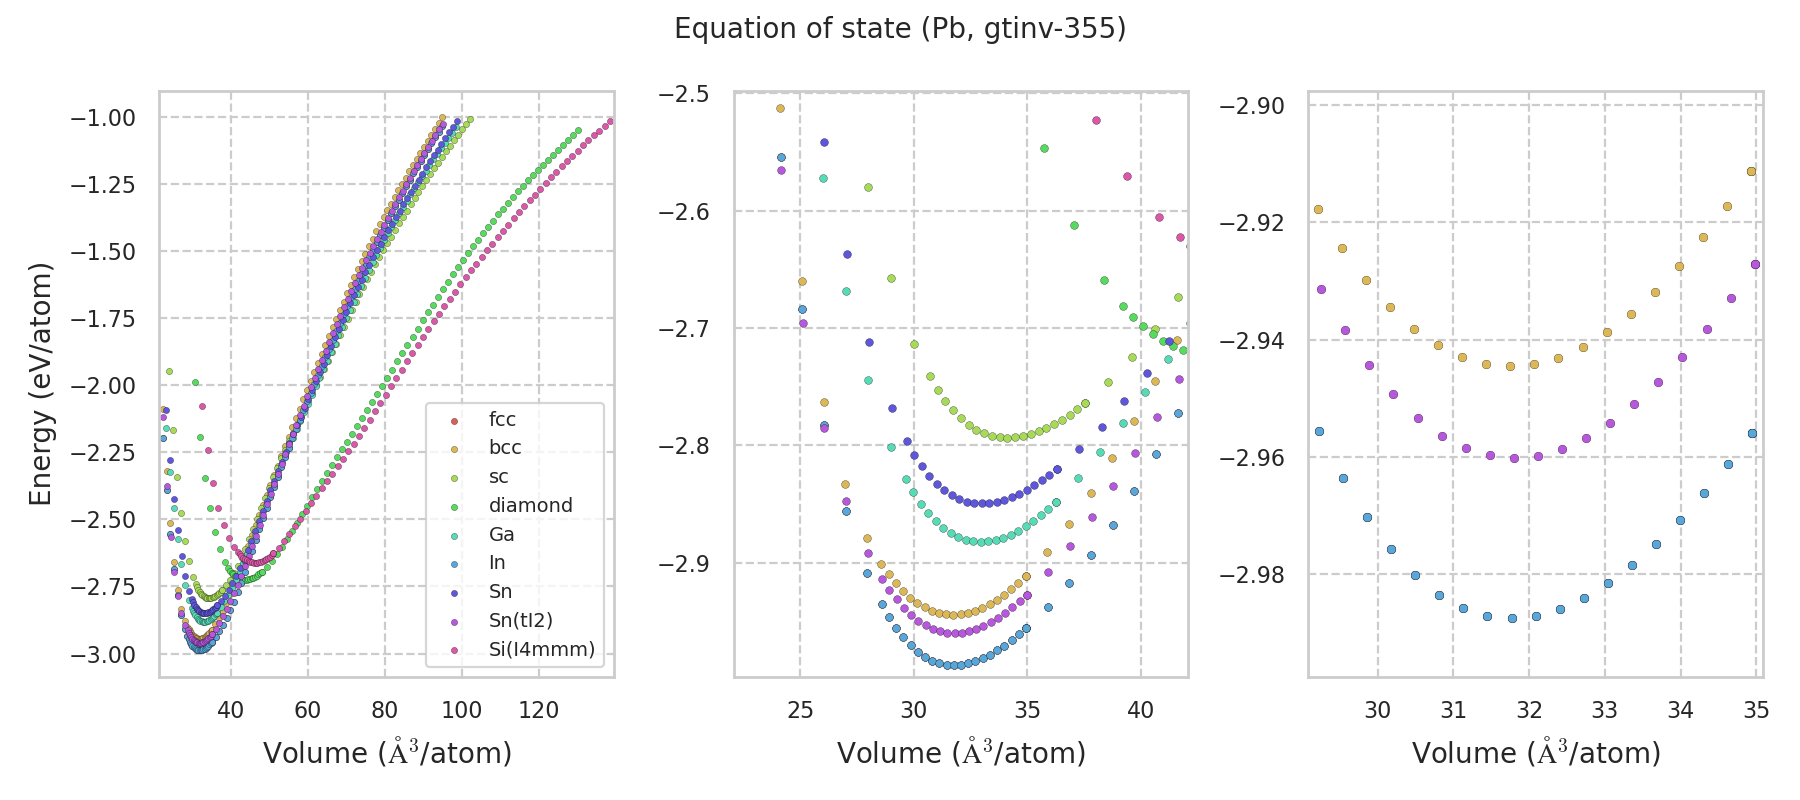 Equation of state (Pb, gtinv-355)
Energy (eV/atom)
−1.00
−1.25
−1.50
−1.75
−2.00
−2.25
−2.50
−2.75
−3.00
fcc
bcc
sc
diamond
Ga
In
Sn
Sn(tI2)
Si(I4mmm)
40 60 80 100 120
Volume (Å³/atom)
−2.5
−2.6
−2.7
−2.8
−2.9
25 30 35 40
Volume (Å³/atom)
−2.90
−2.92
−2.94
−2.96
−2.98
30 31 32 33 34 35
Volume (Å³/atom)